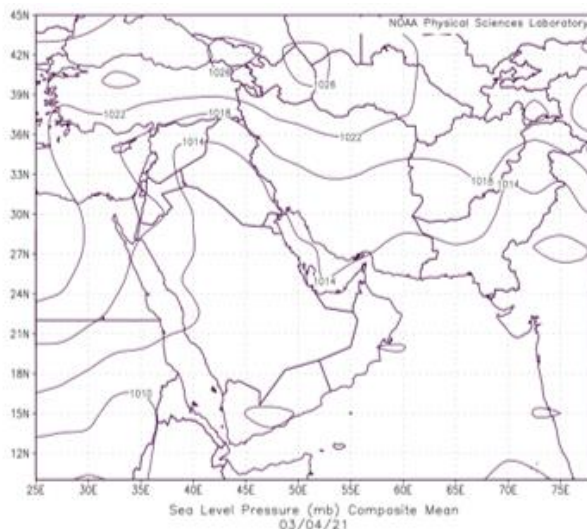 NOAA Physical Sciences Laboratory
45N
42N
39N
36N
33N
30N
27N
24N
21N
18N
15N
12N
1026
1026
1022
1018
1022
1014
1018
1014
1014
1010
25E
30E
35E
40E
45E
50E
55E
60E
65E
70E
75E
Sea Level Pressure (mb) Composite Mean
03/04/21